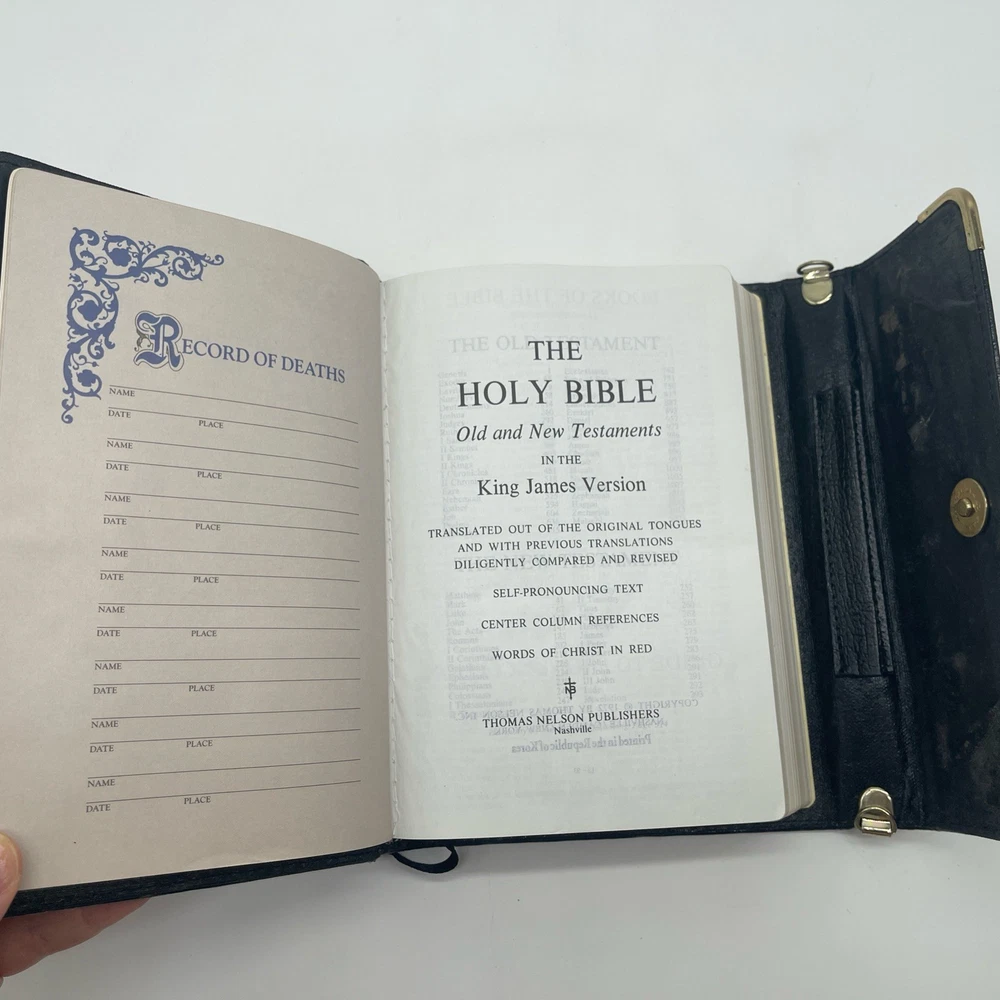 RECORD OF DEATHS
NAME
DATE PLACE
NAME
DATE PLACE
NAME
DATE PLACE
NAME
DATE PLACE
NAME
DATE PLACE
NAME
DATE PLACE
NAME
DATE PLACE
NAME
DATE PLACE
THE
HOLY BIBLE
Old and New Testaments
IN THE
King James Version
TRANSLATED OUT OF THE ORIGINAL TONGUES
AND WITH PREVIOUS TRANSLATIONS
DILIGENTLY COMPARED AND REVISED
SELF-PRONOUNCING TEXT
CENTER COLUMN REFERENCES
WORDS OF CHRIST IN RED
NB
THOMAS NELSON PUBLISHERS
Nashville